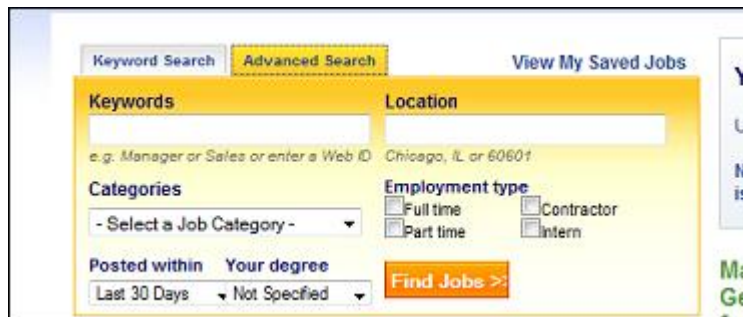 Keyword Search Advanced Search View My Saved Jobs
Keywords Location
e.g. Manager or Sales or enter a Web ID Chicago, IL or 60601
Categories Employment type
Full time Contractor
- Select a Job Category - Part time Intern
Posted within Your degree
Last 30 Days Not Specified Find Jobs >>